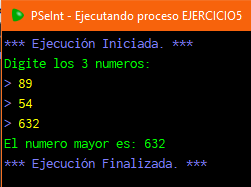 PSeInt - Ejecutando proceso EJERCICIO5
*** Ejecución Iniciada. ***
Digite los 3 numeros:
> 89
> 54
> 632
El numero mayor es: 632
*** Ejecución Finalizada. ***